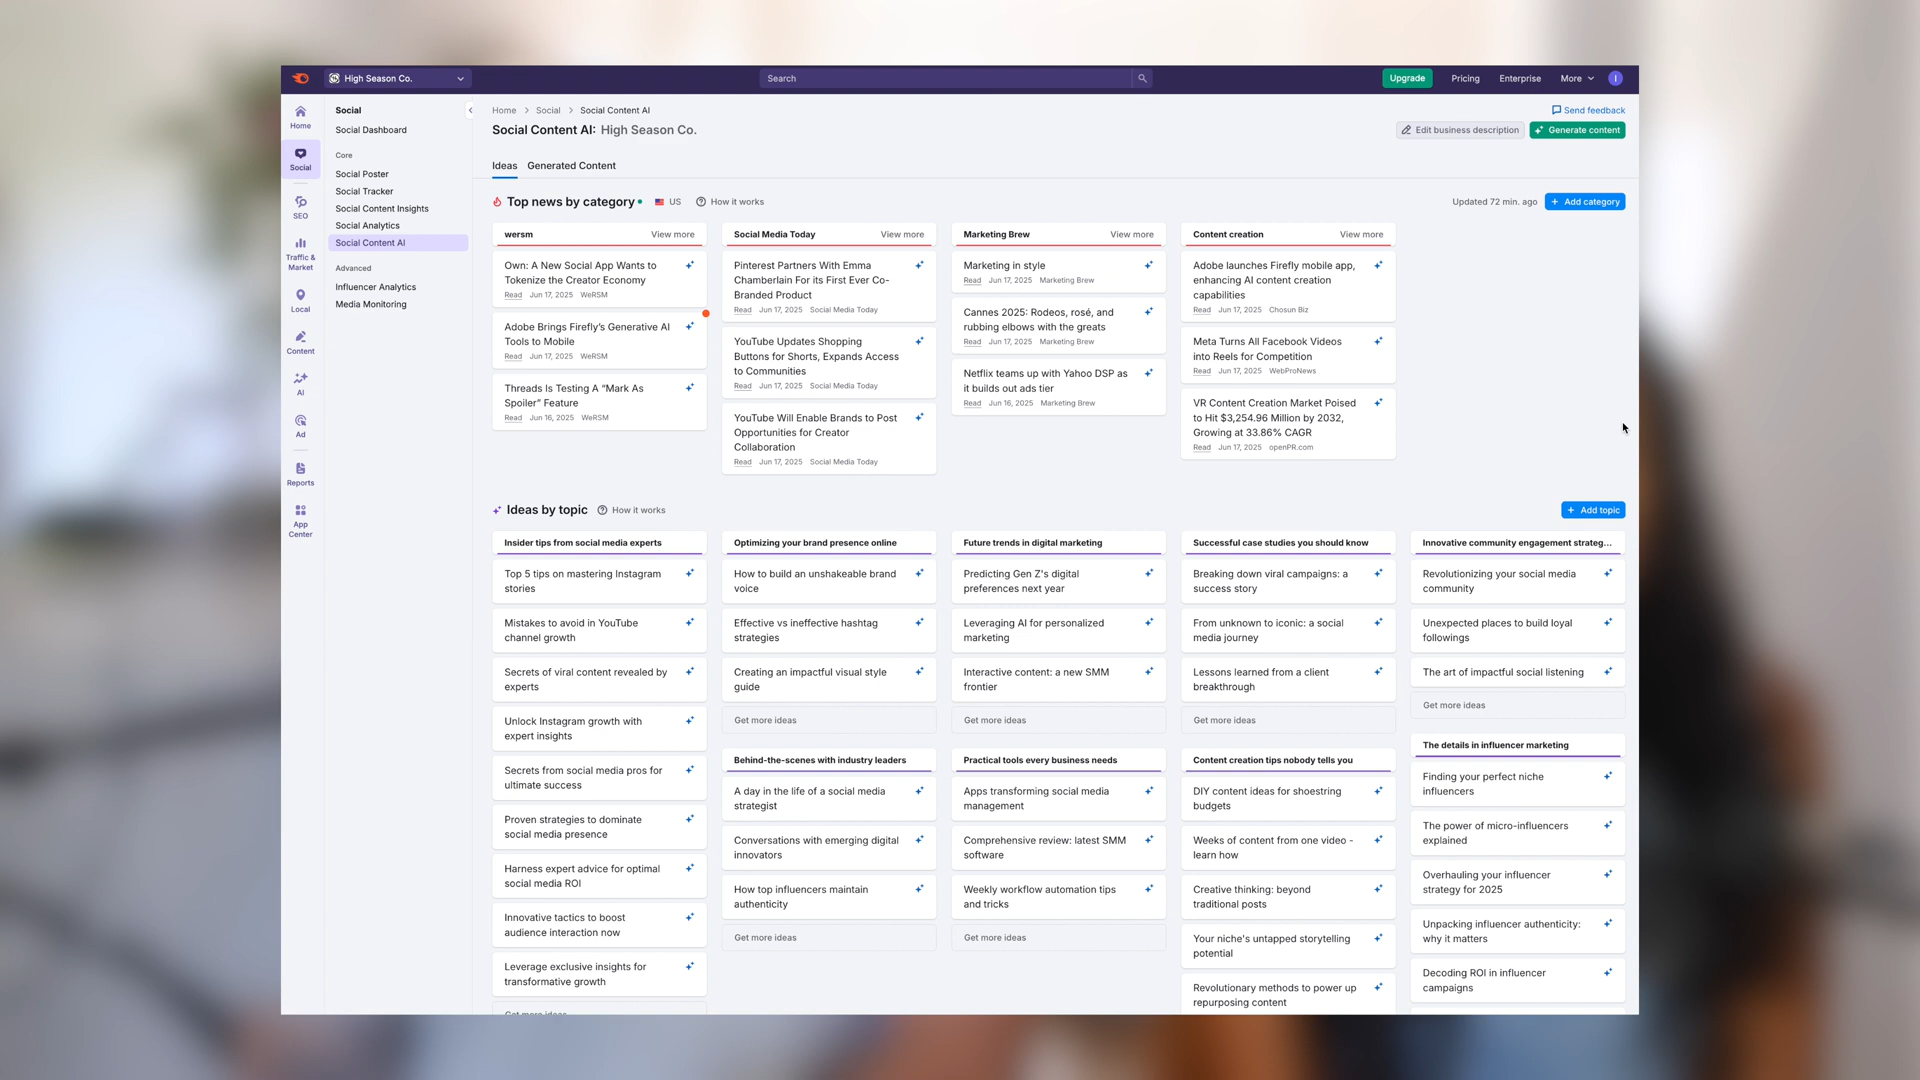 High Season Co.
Search
Upgrade
Pricing
Enterprise
More
I
Home
Social
SEO
Traffic &
Market
Local
Content
AI
Ad
Reports
App
Center
Social
Social Dashboard
Core
Social Poster
Social Tracker
Social Content Insights
Social Analytics
Social Content AI
Advanced
Influencer Analytics
Media Monitoring
Home > Social > Social Content AI
Send feedback
Social Content AI: High Season Co.
Edit business description
Generate content
Ideas
Generated Content
Top news by category
US
How it works
Updated 72 min. ago
+ Add category
wersm
View more
Own: A New Social App Wants to
Tokenize the Creator Economy
Read Jun 17, 2025 WeRSM
Adobe Brings Firefly’s Generative AI
Tools to Mobile
Read Jun 17, 2025 WeRSM
Threads Is Testing A “Mark As
Spoiler” Feature
Read Jun 16, 2025 WeRSM
Social Media Today
View more
Pinterest Partners With Emma
Chamberlain For its First Ever Co-
Branded Product
Read Jun 17, 2025 Social Media Today
YouTube Updates Shopping
Buttons for Shorts, Expands Access
to Communities
Read Jun 17, 2025 Social Media Today
YouTube Will Enable Brands to Post
Opportunities for Creator
Collaboration
Read Jun 17, 2025 Social Media Today
Marketing Brew
View more
Marketing in style
Read Jun 17, 2025 Marketing Brew
Cannes 2025: Rodeos, rosé, and
rubbing elbows with the greats
Read Jun 17, 2025 Marketing Brew
Netflix teams up with Yahoo DSP as
it builds out ads tier
Read Jun 16, 2025 Marketing Brew
Content creation
View more
Adobe launches Firefly mobile app,
enhancing AI content creation
capabilities
Read Jun 17, 2025 Chosun Biz
Meta Turns All Facebook Videos
into Reels for Competition
Read Jun 17, 2025 WebProNews
VR Content Creation Market Poised
to Hit $3,254.96 Million by 2032,
Growing at 33.86% CAGR
Read Jun 17, 2025 openPR.com
Ideas by topic
How it works
+ Add topic
Insider tips from social media experts
Top 5 tips on mastering Instagram
stories
Mistakes to avoid in YouTube
channel growth
Secrets of viral content revealed by
experts
Unlock Instagram growth with
expert insights
Secrets from social media pros for
ultimate success
Proven strategies to dominate
social media presence
Harness expert advice for optimal
social media ROI
Innovative tactics to boost
audience interaction now
Leverage exclusive insights for
transformative growth
Get more ideas
Optimizing your brand presence online
How to build an unshakeable brand
voice
Effective vs ineffective hashtag
strategies
Creating an impactful visual style
guide
Get more ideas
Behind-the-scenes with industry leaders
A day in the life of a social media
strategist
Conversations with emerging digital
innovators
How top influencers maintain
authenticity
Get more ideas
Future trends in digital marketing
Predicting Gen Z's digital
preferences next year
Leveraging AI for personalized
marketing
Interactive content: a new SMM
frontier
Get more ideas
Practical tools every business needs
Apps transforming social media
management
Comprehensive review: latest SMM
software
Weekly workflow automation tips
and tricks
Get more ideas
Successful case studies you should know
Breaking down viral campaigns: a
success story
From unknown to iconic: a social
media journey
Lessons learned from a client
breakthrough
Get more ideas
Content creation tips nobody tells you
DIY content ideas for shoestring
budgets
Weeks of content from one video -
learn how
Creative thinking: beyond
traditional posts
Your niche's untapped storytelling
potential
Revolutionary methods to power up
repurposing content
Innovative community engagement strateg...
Revolutionizing your social media
community
Unexpected places to build loyal
followings
The art of impactful social listening
Get more ideas
The details in influencer marketing
Finding your perfect niche
influencers
The power of micro-influencers
explained
Overhauling your influencer
strategy for 2025
Unpacking influencer authenticity:
why it matters
Decoding ROI in influencer
campaigns